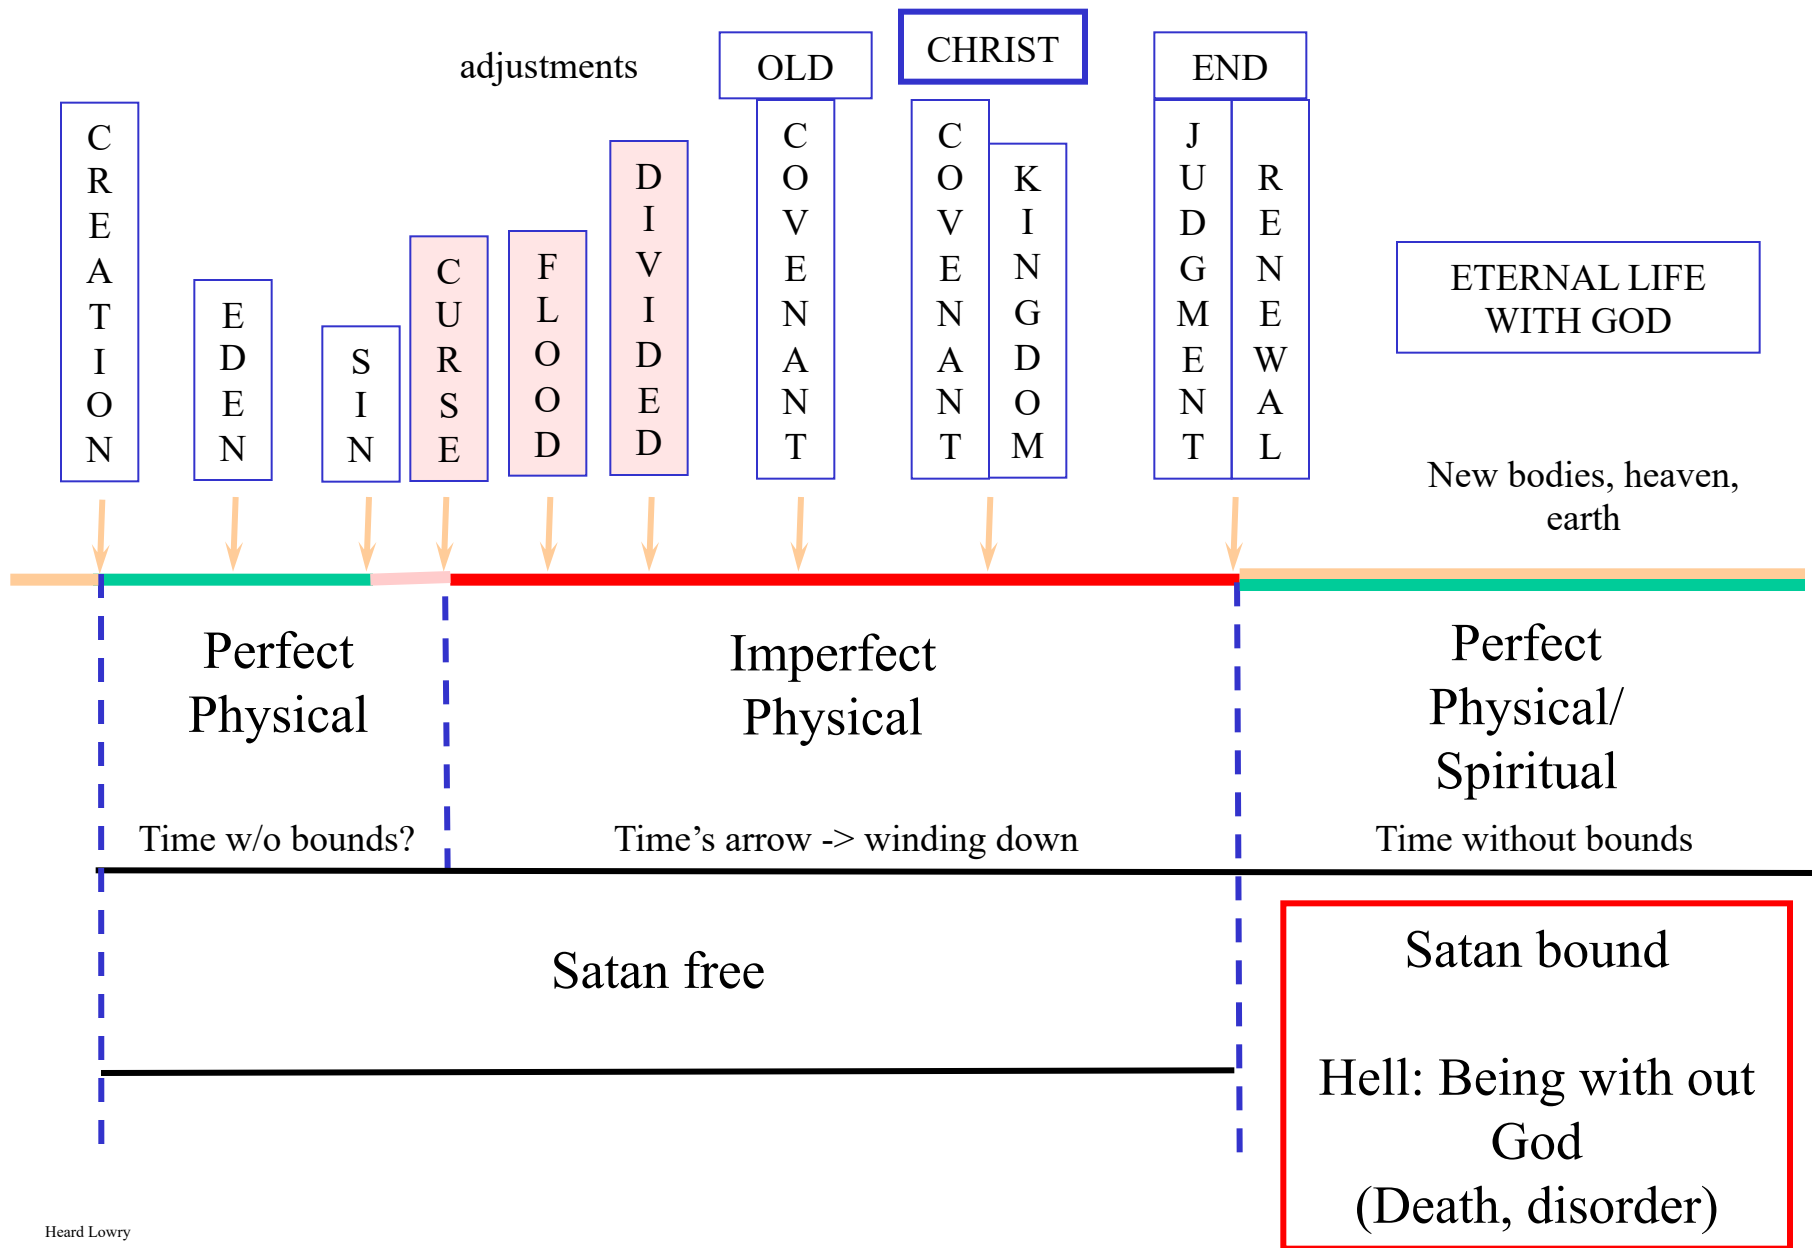 adjustments
OLD
CHRIST
END
CREATION
EDEN
SIN
CURSE
FLOOD
DIVIDED
COVENANT
COVENANT
KINGDOM
JUDGMENT
RENEWAL
ETERNAL LIFE
WITH GOD
New bodies, heaven,
earth
Perfect
Physical
Imperfect
Physical
Perfect
Physical/
Spiritual
Time w/o bounds?
Time’s arrow -> winding down
Time without bounds
Satan free
Satan bound
Hell: Being with out
God
(Death, disorder)
Heard Lowry